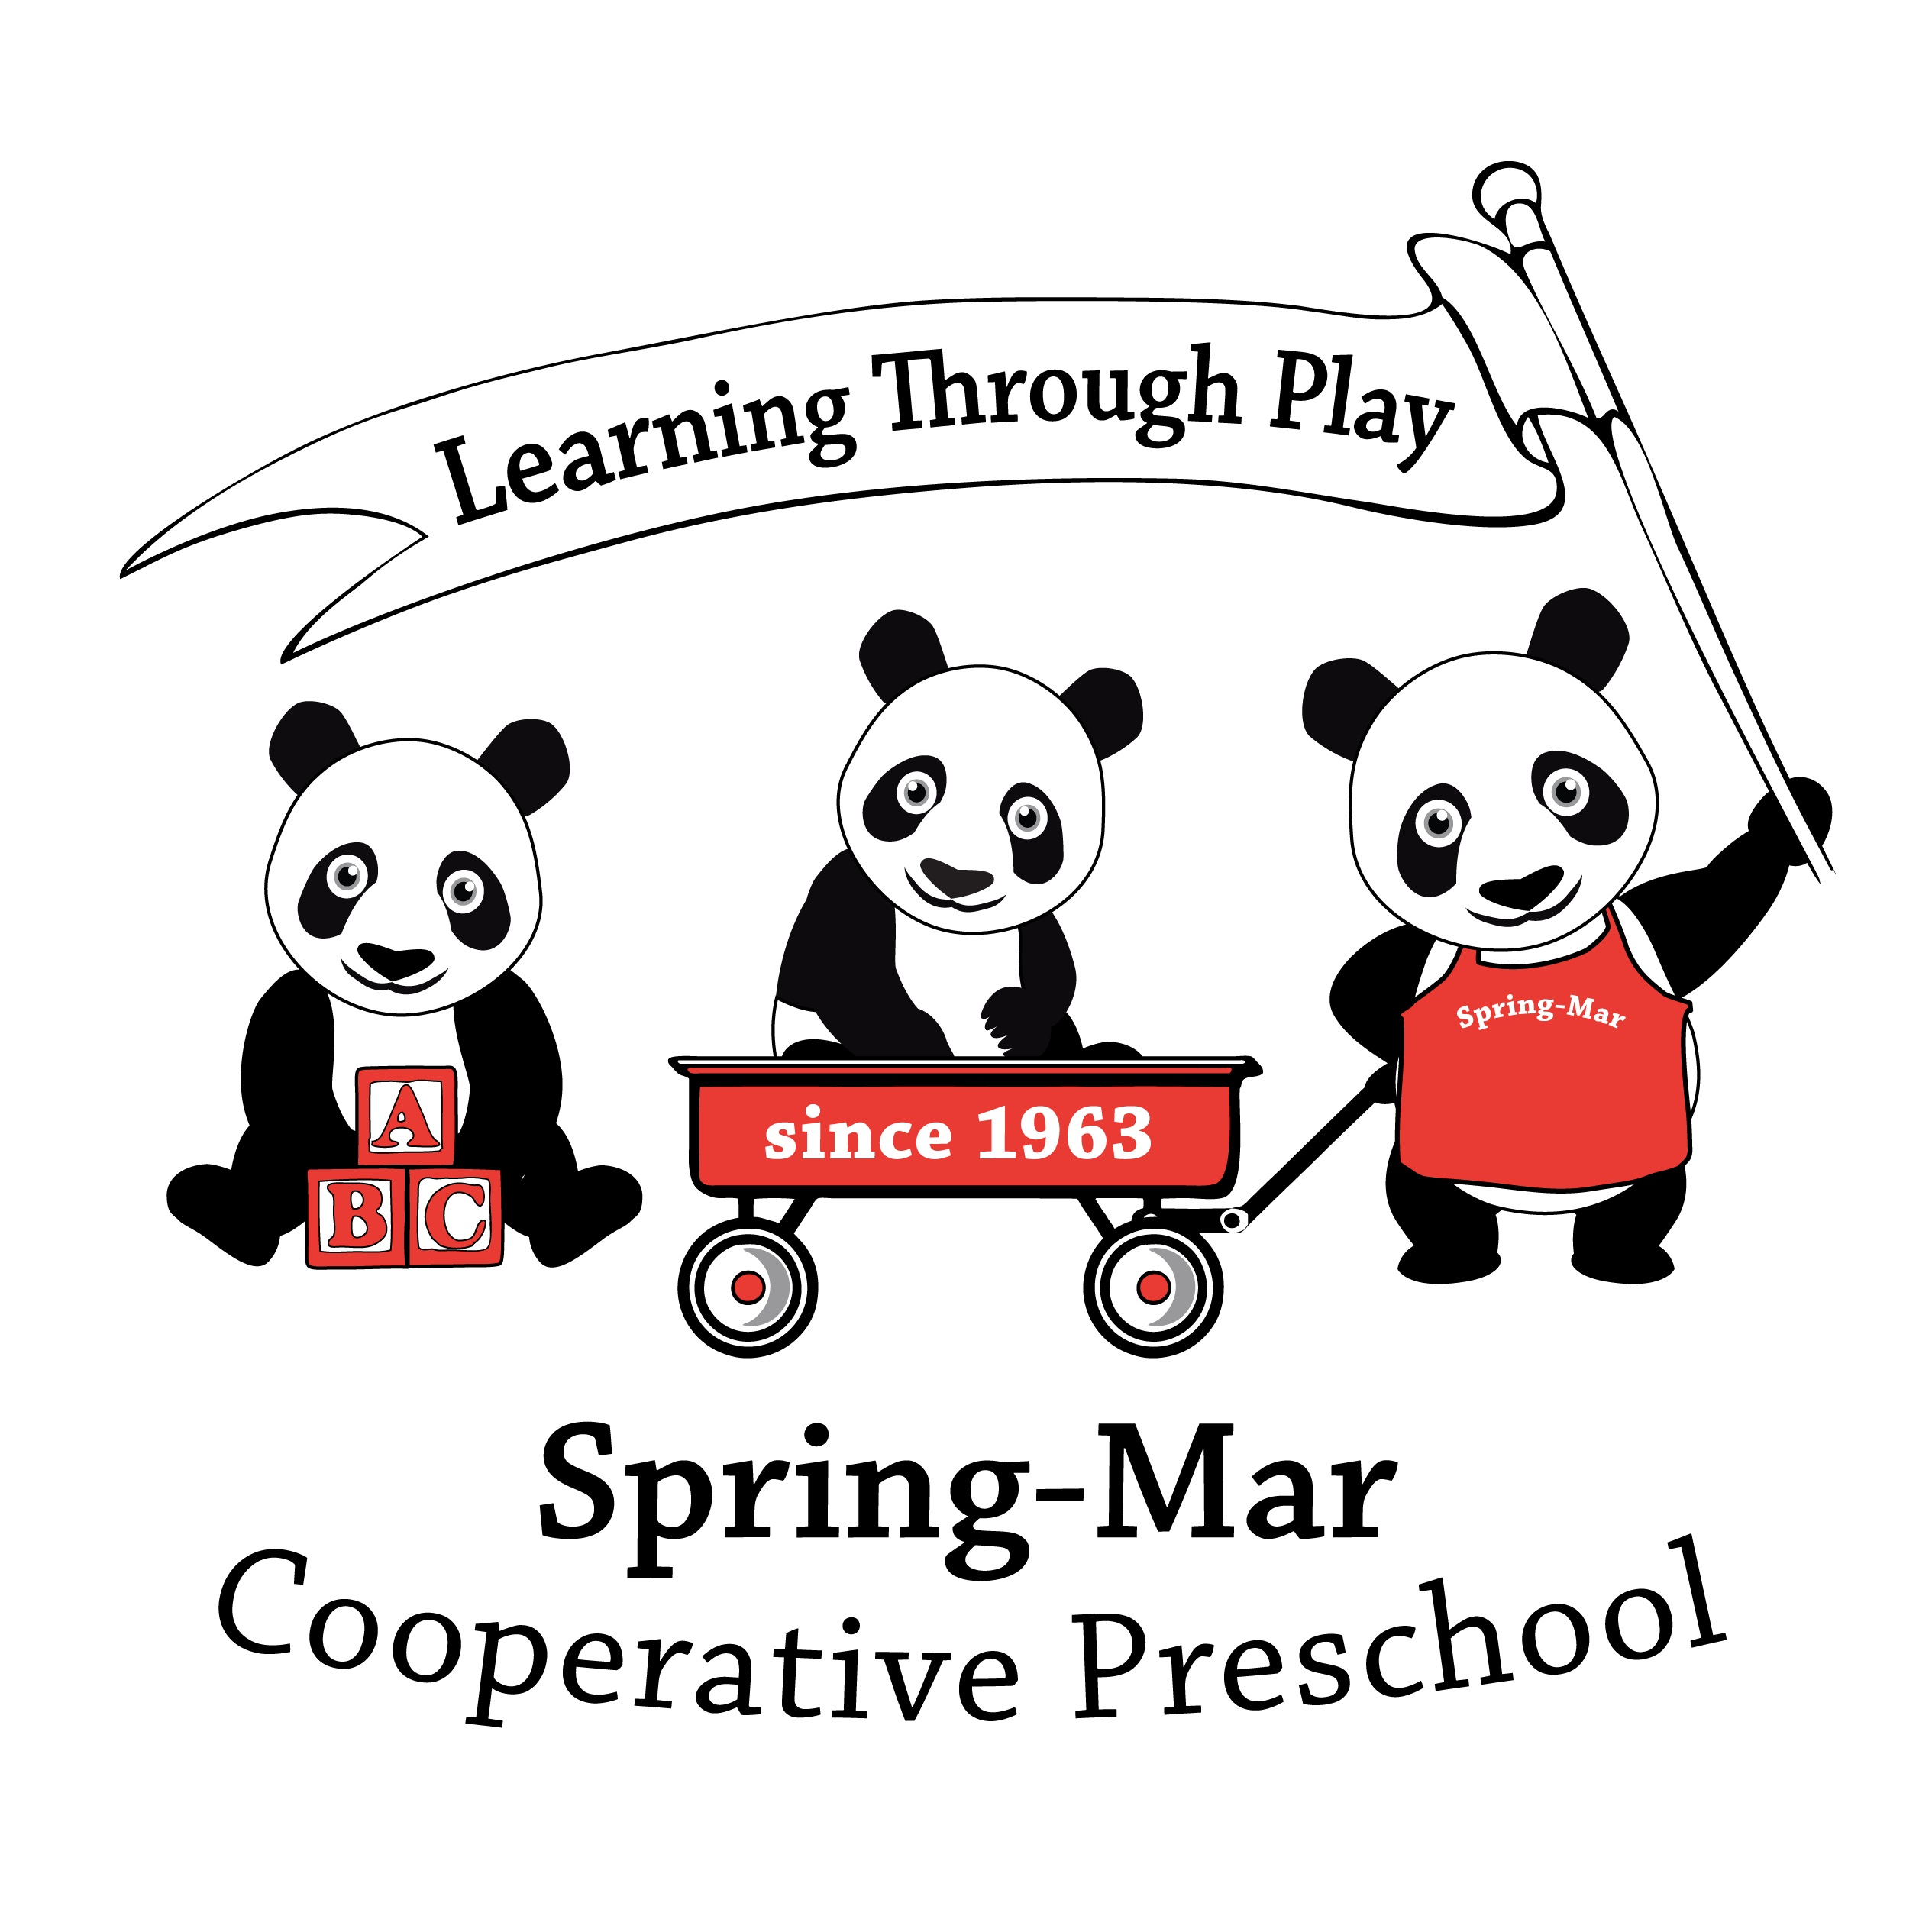 Learning Through Play
Spring-Mar
A
B C
since 1963
Spring-Mar
Cooperative Preschool